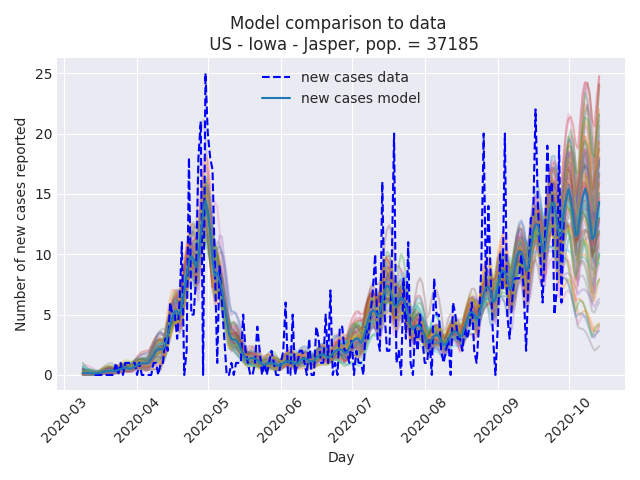 Model comparison to data
US - Iowa - Jasper, pop. = 37185
new cases data
new cases model
Number of new cases reported
25
20
15
10
5
0
2020-03
2020-04
2020-05
2020-06
2020-07
2020-08
2020-09
2020-10
Day